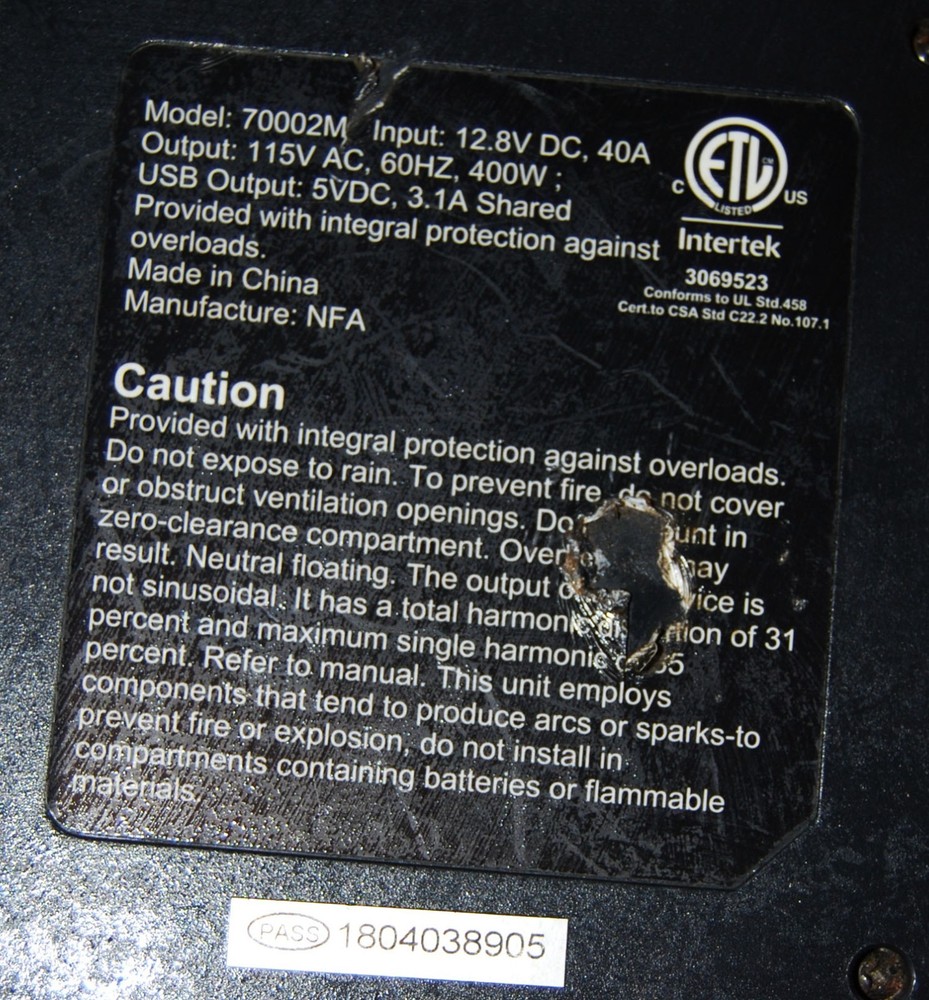 Model: 70002M Input: 12.8V DC, 40A
Output: 115V AC, 60HZ, 400W ;
USB Output: 5VDC, 3.1A Shared
Provided with integral protection against
overloads.
Made in China
Manufacture: NFA
ETL CM
LISTED
C US
Intertek
3069523
Conforms to UL Std.458
Cert.to CSA Std C22.2 No.107.1
Caution
Provided with integral protection against overloads.
Do not expose to rain. To prevent fire, do not cover
or obstruct ventilation openings. Do in
zero-clearance compartment.
result. Neutral floating. The output is
not sinusoidal. It has a total of 31
percent and maximum single harmonic
percent. Refer to manual. This unit employs
components that tend to produce arcs or sparks-to
prevent fire or explosion, do not install in
compartments containing batteries or flammable
materials.
PASS 1804038905